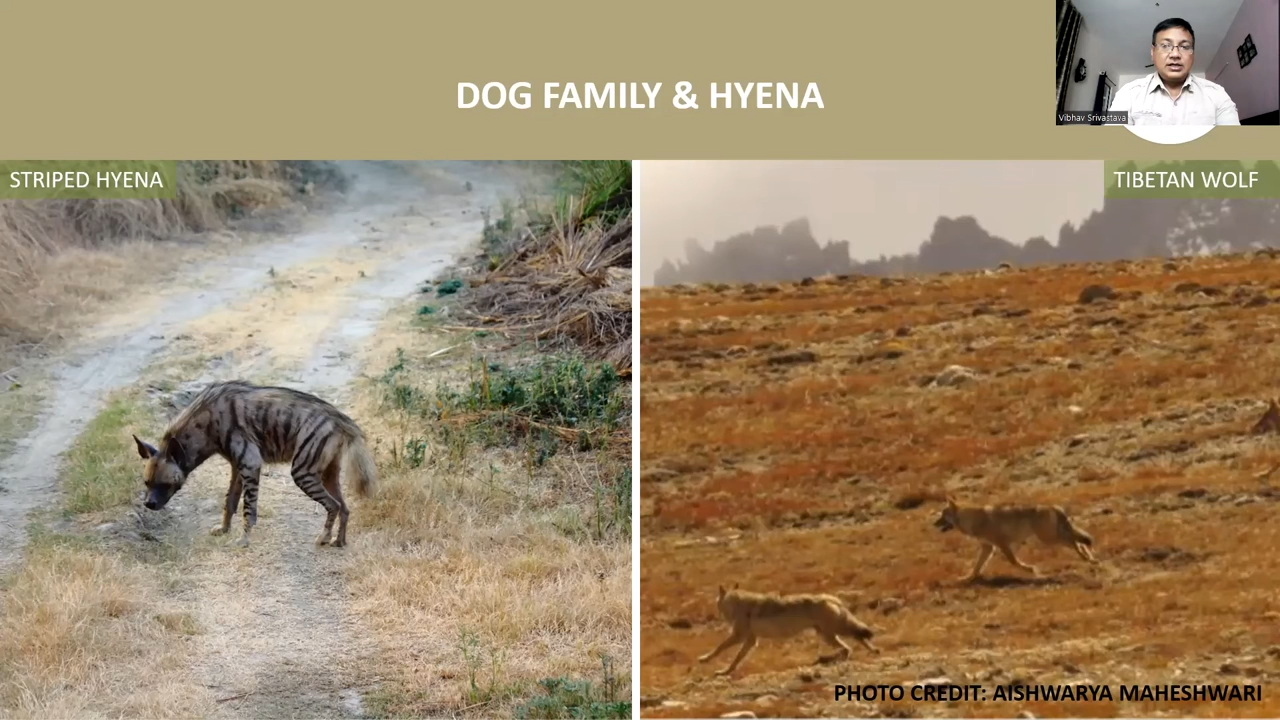 DOG FAMILY & HYENA
Vibhav Srivastava
STRIPED HYENA
TIBETAN WOLF
PHOTO CREDIT: AISHWARYA MAHESHWARI